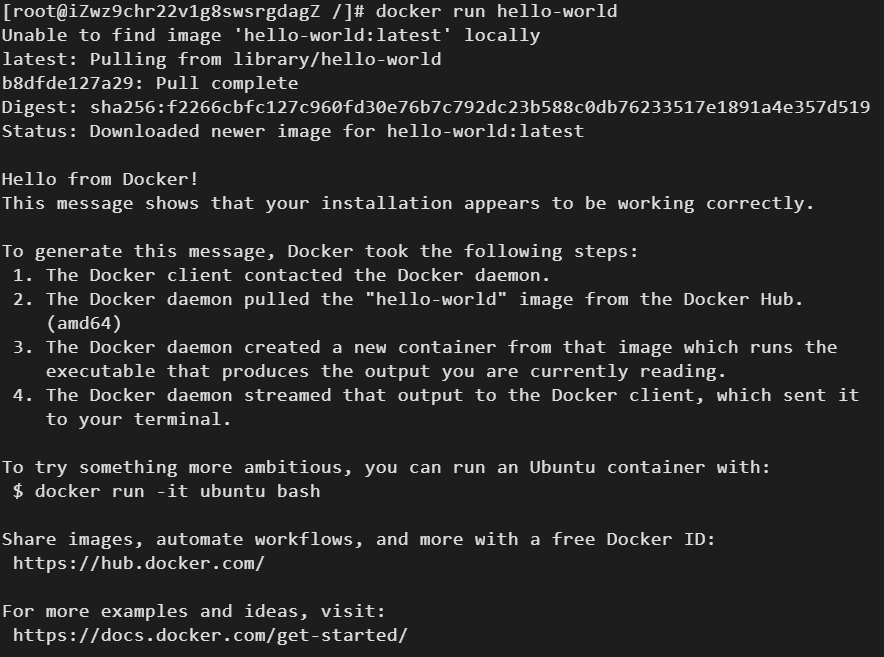 [root@iZwz9chr22v1g8swsrgdagZ /]# docker run hello-world
Unable to find image 'hello-world:latest' locally
latest: Pulling from library/hello-world
b8dfde127a29: Pull complete
Digest: sha256:f2266cbfc127c960fd30e76b7c792dc23b588c0db76233517e1891a4e357d519
Status: Downloaded newer image for hello-world:latest

Hello from Docker!
This message shows that your installation appears to be working correctly.

To generate this message, Docker took the following steps:
 1. The Docker client contacted the Docker daemon.
 2. The Docker daemon pulled the "hello-world" image from the Docker Hub.
    (amd64)
 3. The Docker daemon created a new container from that image which runs the
    executable that produces the output you are currently reading.
 4. The Docker daemon streamed that output to the Docker client, which sent it
    to your terminal.

To try something more ambitious, you can run an Ubuntu container with:
 $ docker run -it ubuntu bash

Share images, automate workflows, and more with a free Docker ID:
 https://hub.docker.com/

For more examples and ideas, visit:
 https://docs.docker.com/get-started/